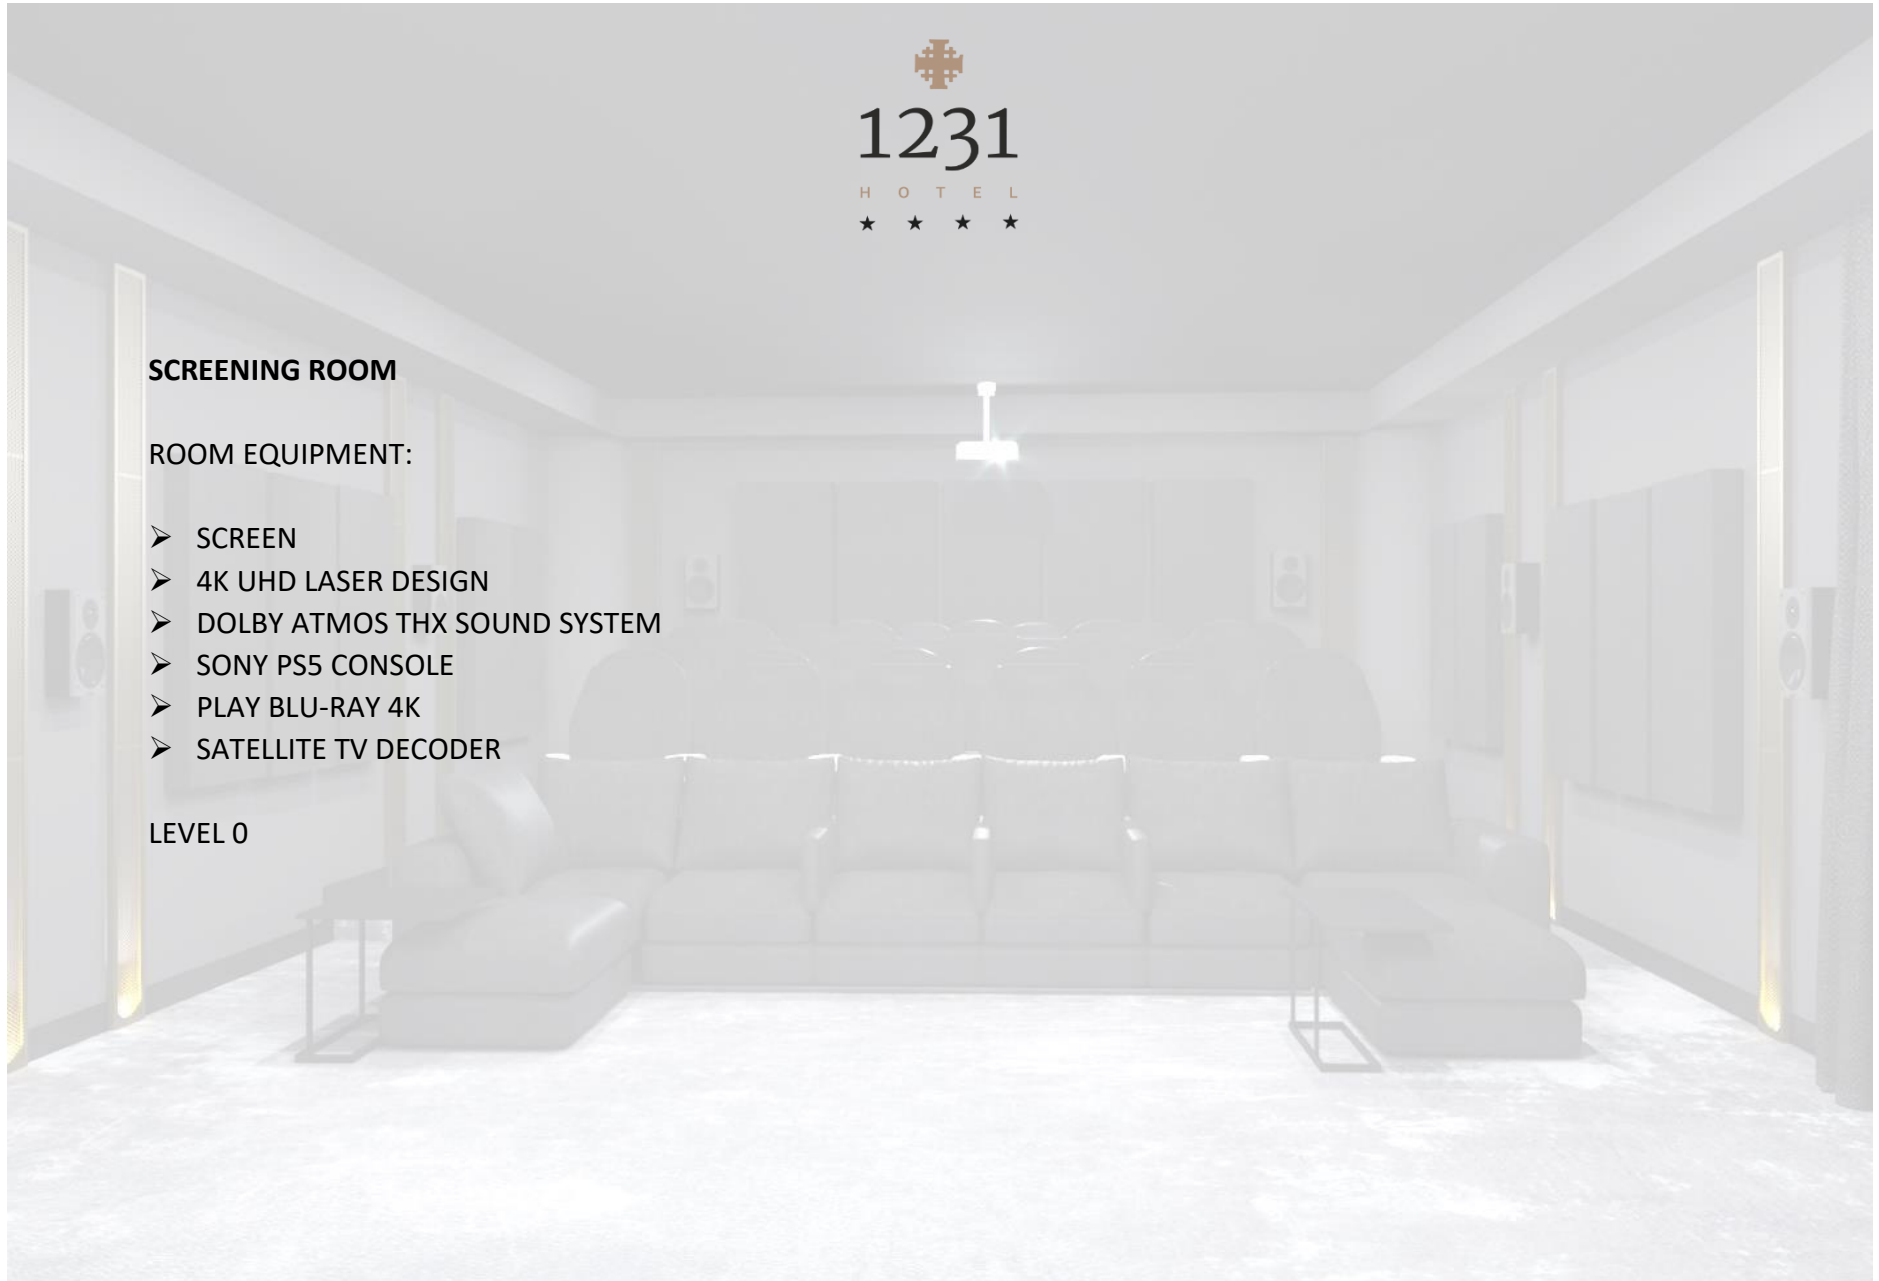 1231
HOTEL
★ ★ ★ ★
SCREENING ROOM
ROOM EQUIPMENT:
➢ SCREEN
➢ 4K UHD LASER DESIGN
➢ DOLBY ATMOS THX SOUND SYSTEM
➢ SONY PS5 CONSOLE
➢ PLAY BLU-RAY 4K
➢ SATELLITE TV DECODER
LEVEL 0